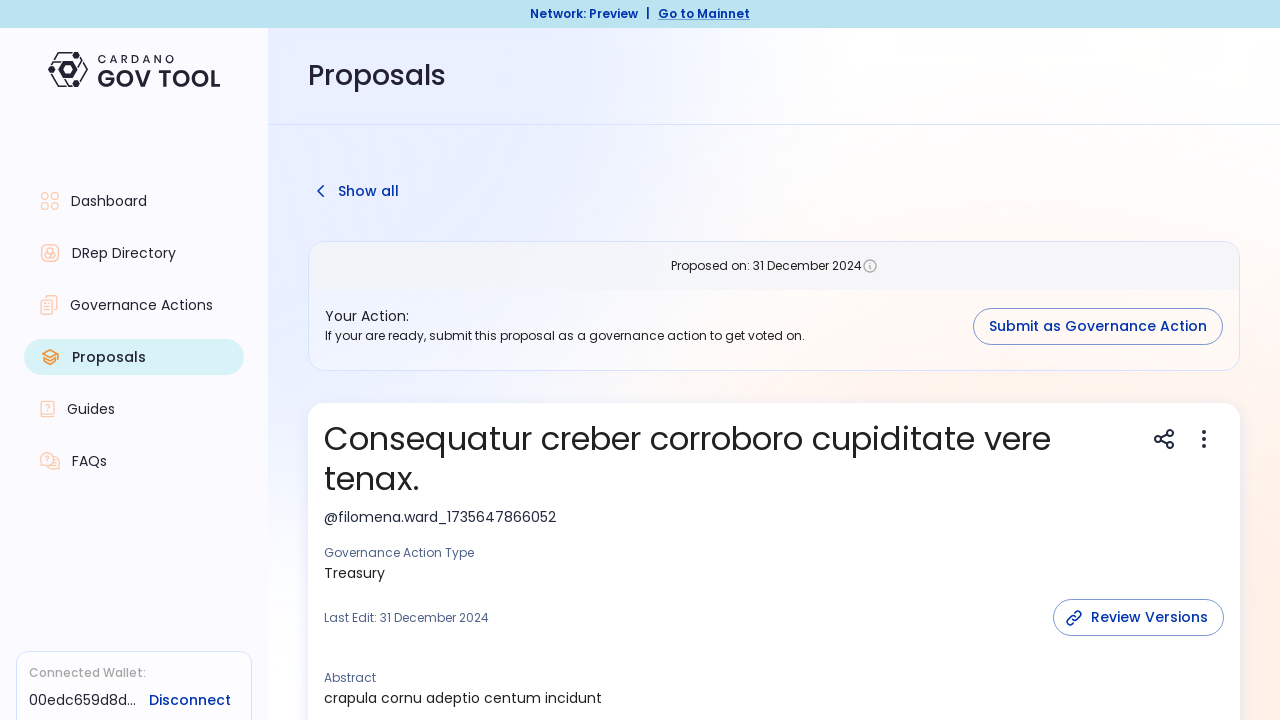 Network: Preview | Go to Mainnet
CARDANO
GOV TOOL
Proposals
Dashboard
DRep Directory
Governance Actions
Proposals
Guides
FAQs
Connected Wallet:
00edc659d8d... Disconnect
Show all
Proposed on: 31 December 2024
Your Action:
If your are ready, submit this proposal as a governance action to get voted on.
Submit as Governance Action
Consequatur creber corroboro cupiditate vere
tenax.
@filomena.ward_1735647866052
Governance Action Type
Treasury
Last Edit: 31 December 2024
Review Versions
Abstract
crapula cornu adeptio centum incidunt